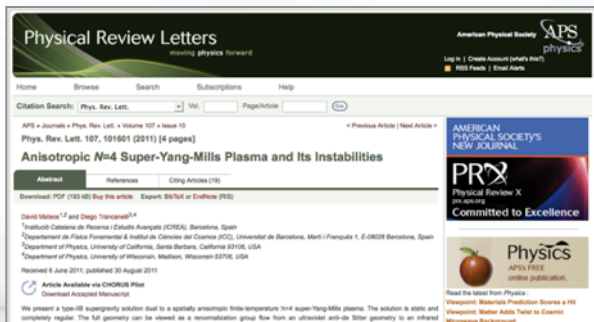 Physical Review Letters
moving physics forward
American Physical Society
APS
physics
Log in | Create Account (what's this?)
RSS Feeds | Email Alerts
Home Browse Search Subscriptions Help
Citation Search: Phys. Rev. Lett. Vol. Page/Article Go
APS » Journals » Phys. Rev. Lett. » Volume 107 » Issue 10
< Previous Article | Next Article >
Phys. Rev. Lett. 107, 101601 (2011) [4 pages]
Anisotropic N=4 Super-Yang-Mills Plasma and Its Instabilities
Abstract References Citing Articles (19)
Download: PDF (193 kB) Buy this article Export: BibTeX or EndNote (RIS)
David Mateos1,2 and Diego Trancanelli3,4
1Institució Catalana de Recerca i Estudis Avançats (ICREA), Barcelona, Spain
2Departament de Física Fonamental & Institut de Ciències del Cosmos (ICC), Universitat de Barcelona, Martí i Franquès 1, E-08028 Barcelona, Spain
3Department of Physics, University of California, Santa Barbara, California 93106, USA
4Department of Physics, University of Wisconsin, Madison, Wisconsin 53706, USA
Received 6 June 2011; published 30 August 2011
Article Available via CHORUS Pilot
Download Accepted Manuscript
We present a type-IIB supergravity solution dual to a spatially anisotropic finite-temperature N=4 super-Yang-Mills plasma. The solution is static and
completely regular. The full geometry can be viewed as a renormalization group flow from an ultraviolet anti-de Sitter geometry to an infrared
AMERICAN
PHYSICAL SOCIETY'S
NEW JOURNAL
PRX
Physical Review X
prx.aps.org
Committed to Excellence
Physics
APS's FREE
online publication.
Read the latest from Physics:
Viewpoint: Materials Prediction Scores a Hit
Viewpoint: Matter Adds Twist to Cosmic
Microwave Background